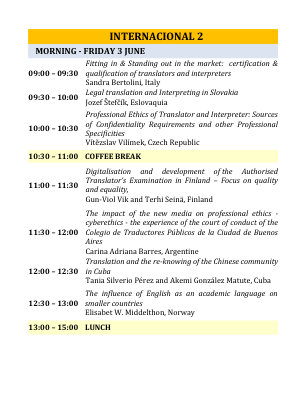 INTERNACIONAL 2
MORNING - FRIDAY 3 JUNE
09:00 – 09:30
Fitting in & Standing out in the market: certification &
qualification of translators and interpreters
Sandra Bertolini, Italy
09:30 – 10:00
Legal translation and Interpreting in Slovakia
Jozef Štefčík, Eslovaquia
10:00 – 10:30
Professional Ethics of Translator and Interpreter: Sources
of Confidentiality Requirements and other Professional
Specificities
Vítězslav Vilímek, Czech Republic
10:30 – 11:00 COFFEE BREAK
11:00 – 11:30
Digitalisation and development of the Authorised
Translator's Examination in Finland – Focus on quality
and equality,
Gun-Viol Vik and Terhi Seinä, Finland
11:30 – 12:00
The impact of the new media on professional ethics -
cyberethics - the experience of the court of conduct of the
Colegio de Traductores Públicos de la Ciudad de Buenos
Aires
Carina Adriana Barres, Argentine
12:00 – 12:30
Translation and the re-knowing of the Chinese community
in Cuba
Tania Silverio Pérez and Akemi González Matute, Cuba
12:30 – 13:00
The influence of English as an academic language on
smaller countries
Elisabet W. Middelthon, Norway
13:00 – 15:00 LUNCH